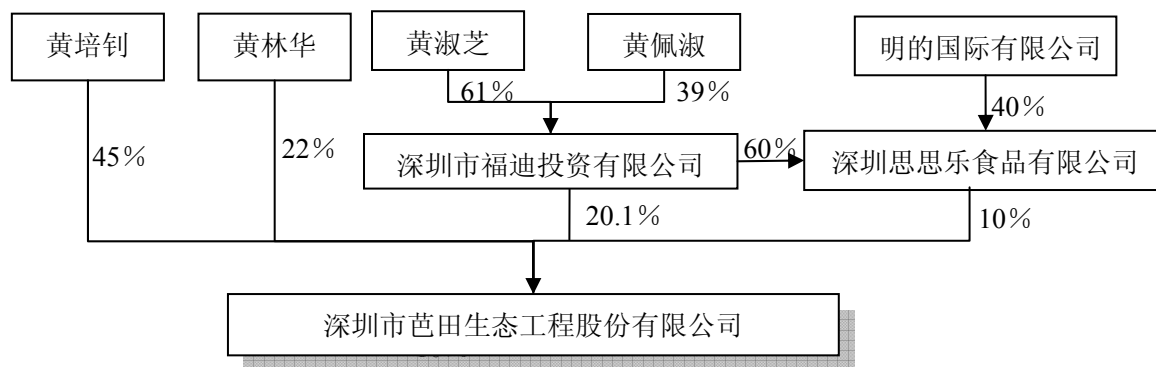 黄培钊
黄林华
黄淑芝
黄佩淑
明的国际有限公司
61%
39%
40%
45%
22%
深圳市福迪投资有限公司
60%
深圳思思乐食品有限公司
20.1%
10%
深圳市芭田生态工程股份有限公司